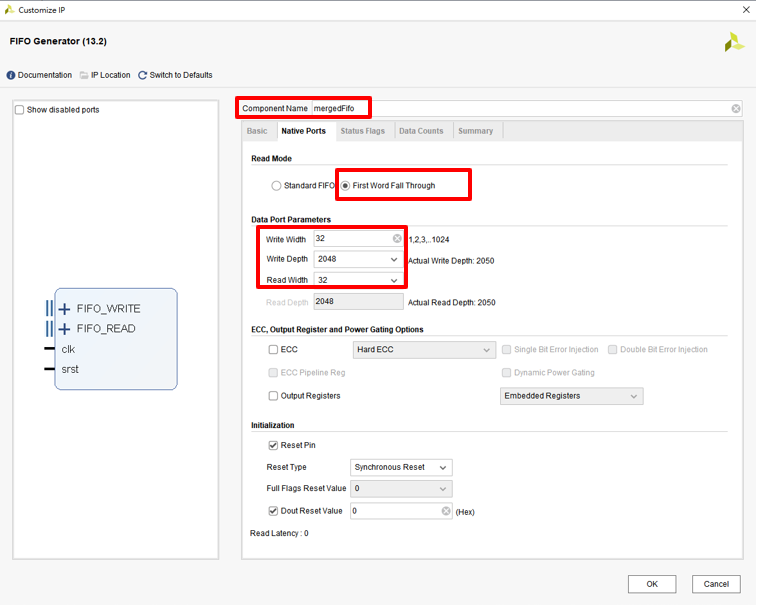 Customize IP
FIFO Generator (13.2)
Documentation IP Location Switch to Defaults
Show disabled ports
FIFO_WRITE
FIFO_READ
clk
srst
Component Name mergedFifo
Basic Native Ports Status Flags Data Counts Summary
Read Mode
Standard FIFO First Word Fall Through
Data Port Parameters
Write Width 32 1,2,3,..1024
Write Depth 2048 Actual Write Depth: 2050
Read Width 32
Read Depth 2048 Actual Read Depth: 2050
ECC, Output Register and Power Gating Options
ECC Hard ECC Single Bit Error Injection Double Bit Error Injection
ECC Pipeline Reg Dynamic Power Gating
Output Registers Embedded Registers
Initialization
Reset Pin
Reset Type Synchronous Reset
Full Flags Reset Value 0
Dout Reset Value 0 (Hex)
Read Latency : 0
OK Cancel